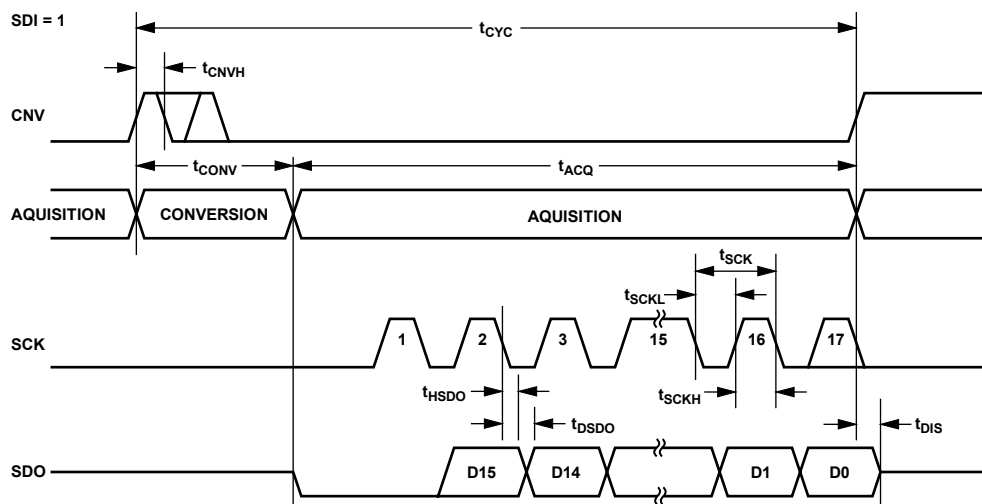 SDI = 1
tCYC
tCNVH
CNV
tCONV
tACQ
AQUISITION
CONVERSION
AQUISITION
tSCK
tSCKL
SCK
1
2
3
15
16
17
tHSDO
tSCKH
tDSDO
tDIS
SDO
D15
D14
D1
D0